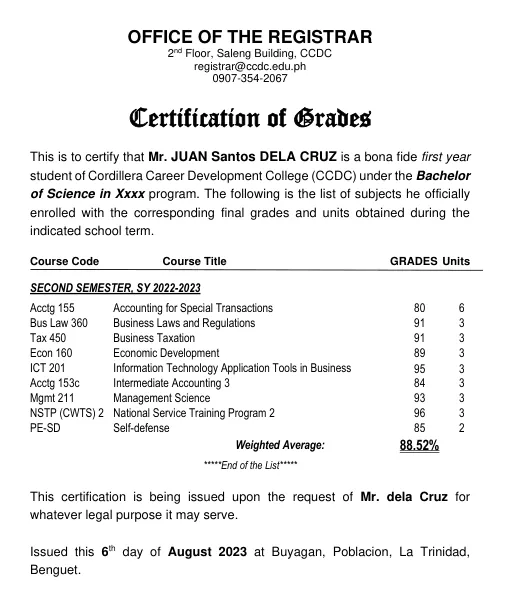 OFFICE OF THE REGISTRAR
2nd Floor, Saleng Building, CCDC
registrar@ccdc.edu.ph
0907-354-2067
Certification of Grades
This is to certify that Mr. JUAN Santos DELA CRUZ is a bona fide first year
student of Cordillera Career Development College (CCDC) under the Bachelor
of Science in Xxxx program. The following is the list of subjects he officially
enrolled with the corresponding final grades and units obtained during the
indicated school term.
Course Code Course Title GRADES Units
SECOND SEMESTER, SY 2022-2023
Acctg 155 Accounting for Special Transactions 80 6
Bus Law 360 Business Laws and Regulations 91 3
Tax 450 Business Taxation 91 3
Econ 160 Economic Development 89 3
ICT 201 Information Technology Application Tools in Business 95 3
Acctg 153c Intermediate Accounting 3 84 3
Mgmt 211 Management Science 93 3
NSTP (CWTS) 2 National Service Training Program 2 96 3
PE-SD Self-defense 85 2
Weighted Average: 88.52%
*****End of the List*****
This certification is being issued upon the request of Mr. dela Cruz for
whatever legal purpose it may serve.
Issued this 6th day of August 2023 at Buyagan, Poblacion, La Trinidad,
Benguet.